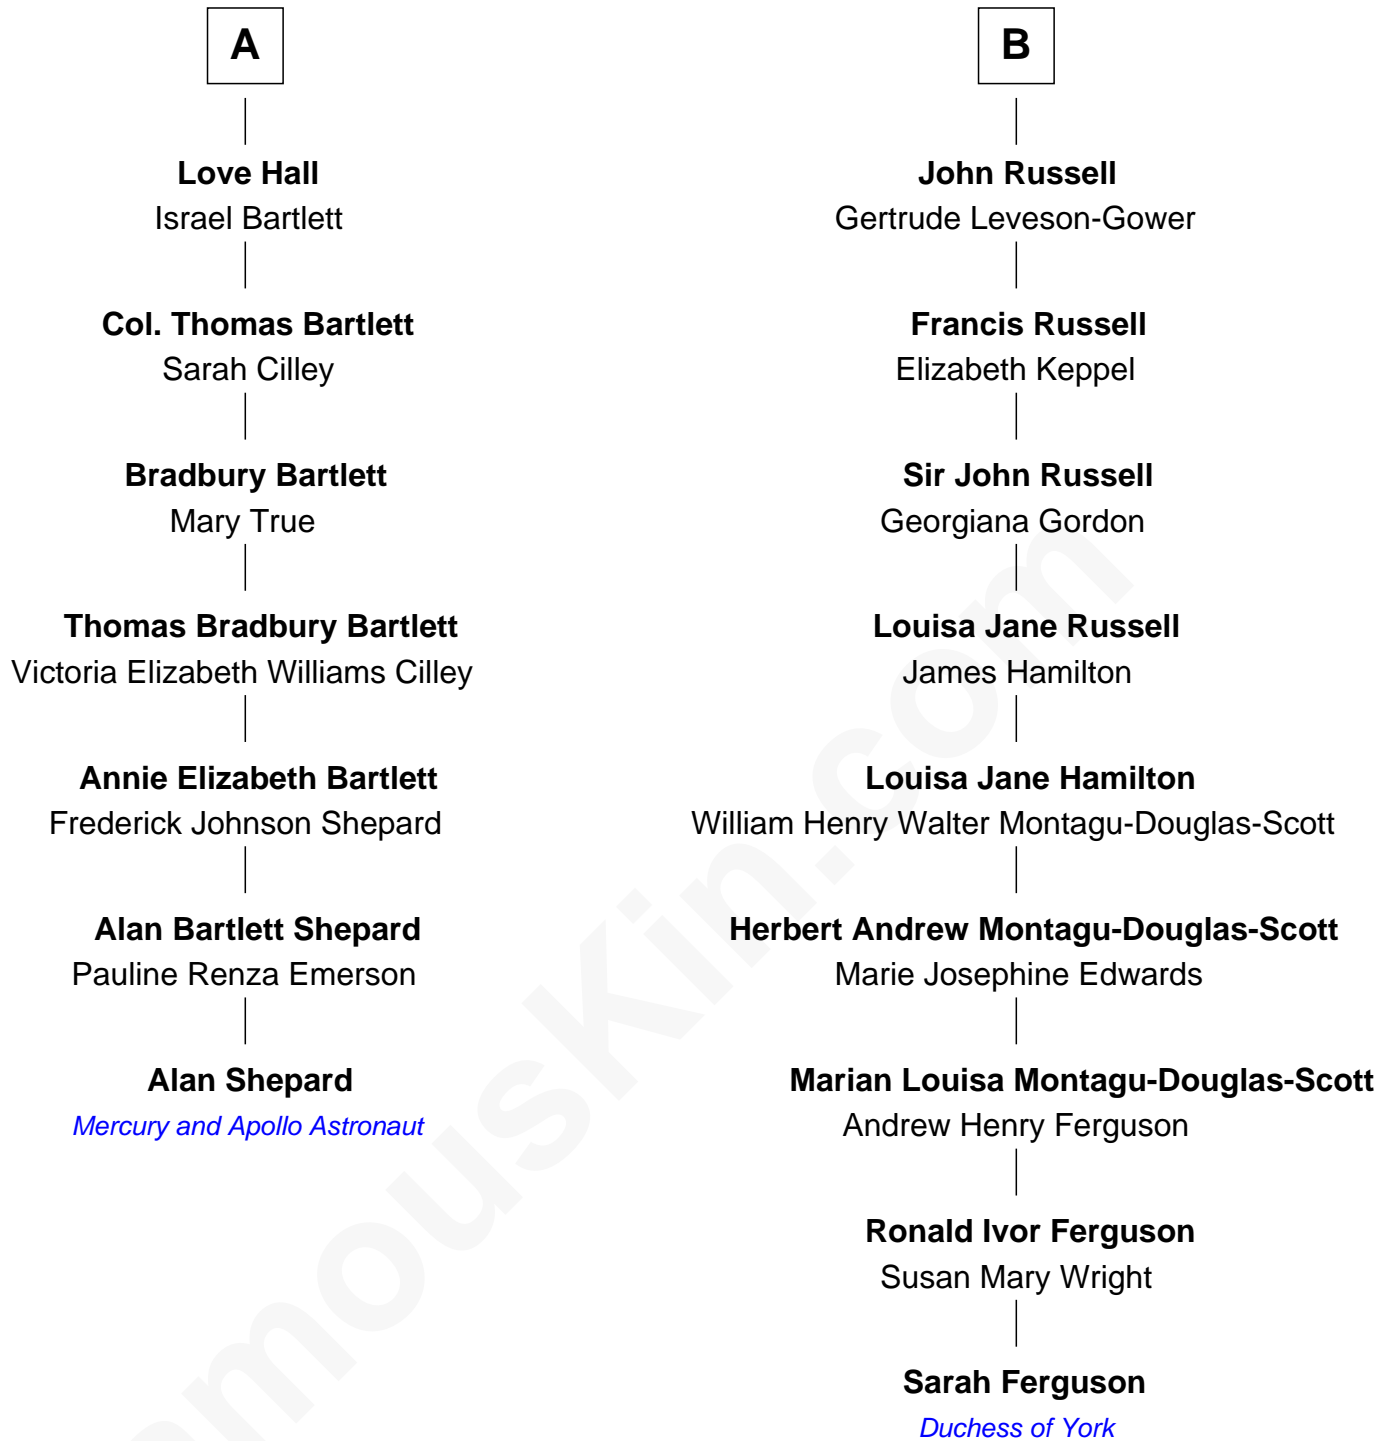 A
Love Hall
Israel Bartlett
Col. Thomas Bartlett
Sarah Cilley
Bradbury Bartlett
Mary True
Thomas Bradbury Bartlett
Victoria Elizabeth Williams Cilley
Annie Elizabeth Bartlett
Frederick Johnson Shepard
Alan Bartlett Shepard
Pauline Renza Emerson
Alan Shepard
Mercury and Apollo Astronaut
B
John Russell
Gertrude Leveson-Gower
Francis Russell
Elizabeth Keppel
Sir John Russell
Georgiana Gordon
Louisa Jane Russell
James Hamilton
Louisa Jane Hamilton
William Henry Walter Montagu-Douglas-Scott
Herbert Andrew Montagu-Douglas-Scott
Marie Josephine Edwards
Marian Louisa Montagu-Douglas-Scott
Andrew Henry Ferguson
Ronald Ivor Ferguson
Susan Mary Wright
Sarah Ferguson
Duchess of York
amouskin.com